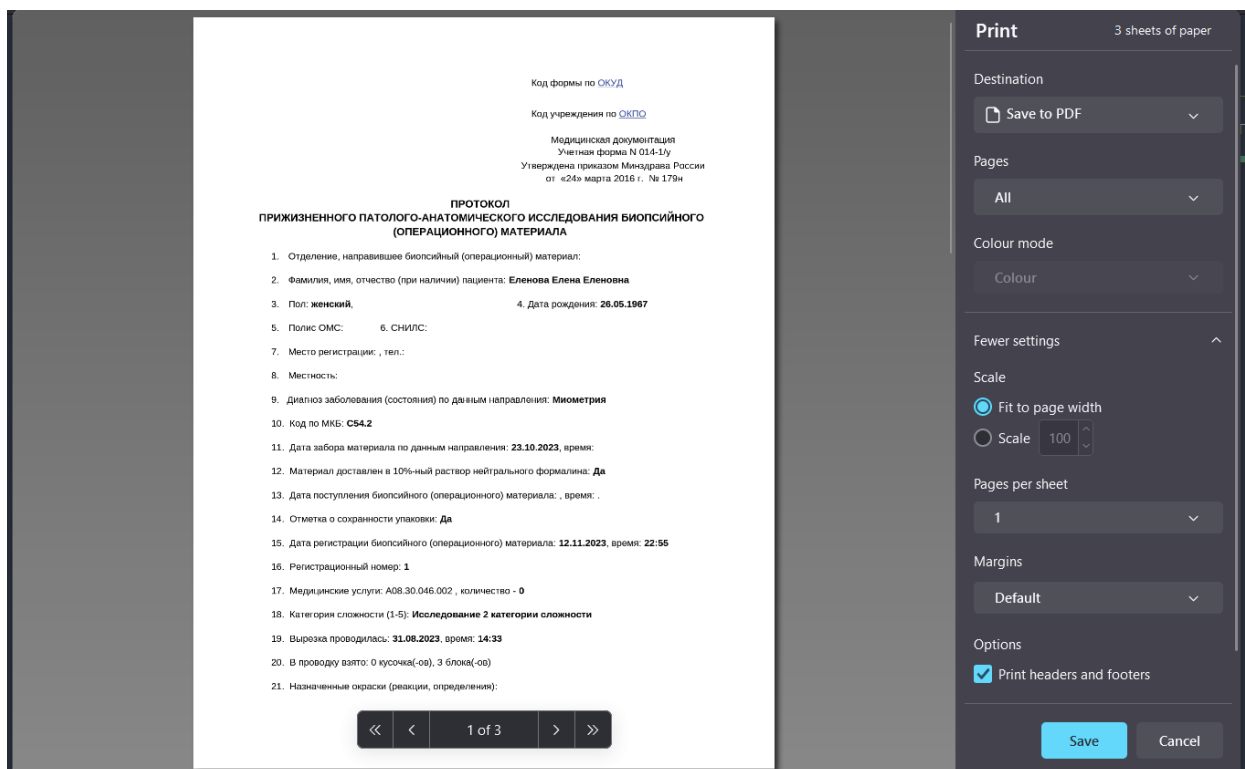 Print
3 sheets of paper
Код формы по ОКУД
Код учреждения по ОКПО
Медицинская документация
Учетная форма N 014-1/у
Утверждена приказом Минздрава России
от «24» марта 2016 г. № 179н
ПРОТОКОЛ
ПРИЖИЗНЕННОГО ПАТОЛОГО-АНАТОМИЧЕСКОГО ИССЛЕДОВАНИЯ БИОПСИЙНОГО
(ОПЕРАЦИОННОГО) МАТЕРИАЛА
1. Отделение, направившее биопсийный (операционный) материал:
2. Фамилия, имя, отчество (при наличии) пациента: Еленова Елена Еленовна
3. Пол: женский, 4. Дата рождения: 26.05.1967
5. Полис ОМС: 6. СНИЛС:
7. Место регистрации: , тел.:
8. Местность:
9. Диагноз заболевания (состояния) по данным направления: Миометрия
10. Код по МКБ: C54.2
11. Дата забора материала по данным направления: 23.10.2023, время:
12. Материал доставлен в 10%-ный раствор нейтрального формалина: Да
13. Дата поступления биопсийного (операционного) материала: , время: .
14. Отметка о сохранности упаковки: Да
15. Дата регистрации биопсийного (операционного) материала: 12.11.2023, время: 22:55
16. Регистрационный номер: 1
17. Медицинские услуги: A08.30.046.002 , количество - 0
18. Категория сложности (1-5): Исследование 2 категории сложности
19. Вырезка проводилась: 31.08.2023, время: 14:33
20. В проводку взято: 0 кусочка(-ов), 3 блока(-ов)
21. Назначенные окраски (реакции, определения):
1 of 3
Destination
Save to PDF
Pages
All
Colour mode
Colour
Fewer settings
Scale
Fit to page width
Scale 100
Pages per sheet
1
Margins
Default
Options
Print headers and footers
Save
Cancel